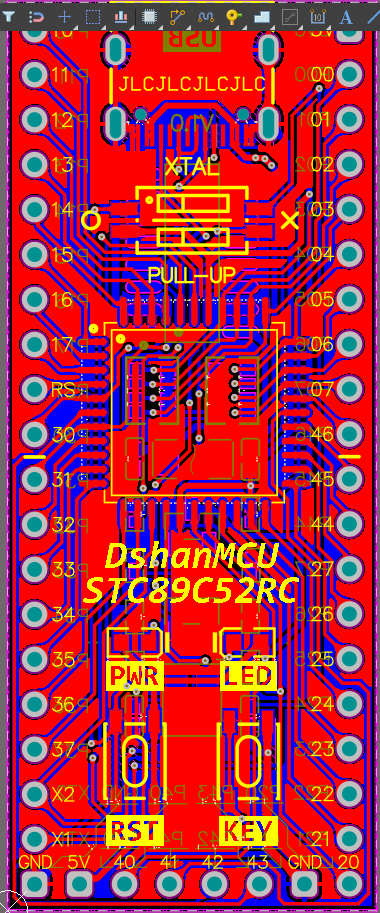 USB
11 00
JLCJLCJLCJLC
12 01
13 02
XTAL
14 O X 03
15 04
PULL-UP
16 05
17 06
RS 07
30 46
31 45
32 44
DshanMCU
33 27
STC89C52RC
34 26
35 25
PWR LED
36 24
37 23
X2 22
RST KEY
X1 21
GND 5V 40 41 42 43 GND 20